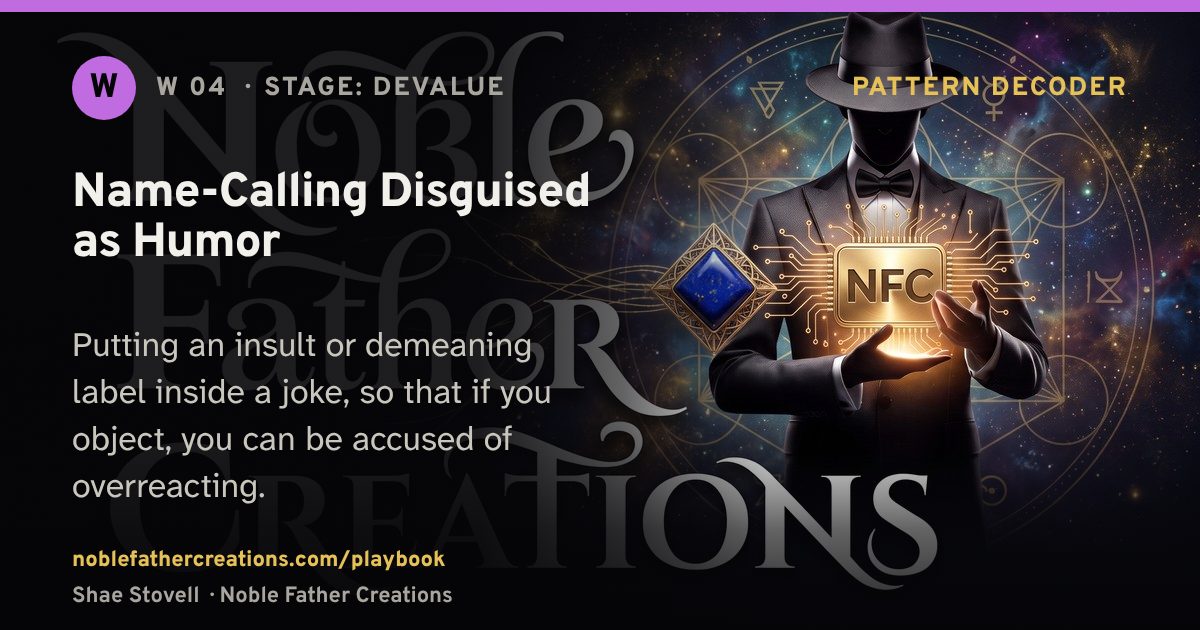 W W 04 · STAGE: DEVALUE
PATTERN DECODER
Name-Calling Disguised
as Humor
Putting an insult or demeaning
label inside a joke, so that if you
object, you can be accused of
overreacting.
noblefathercreations.com/playbook
Shae Stovell · Noble Father Creations
Noble
FatheR
CREATIONS
NFC